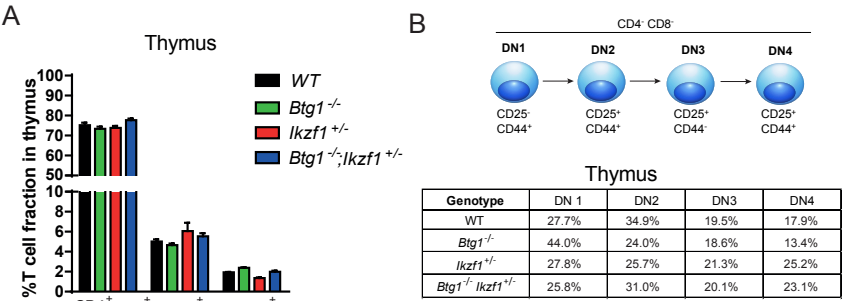 A
Thymus
WT
Btg1-/-
Ikzf1+/-
Btg1-/-;Ikzf1+/-
%T cell fraction in thymus
100
90
80
70
60
50
10
8
6
4
2
0
B
CD4- CD8-
DN1 DN2 DN3 DN4
CD25- CD25+ CD25+ CD25+
CD44+ CD44+ CD44- CD44+
Thymus
Genotype DN 1 DN2 DN3 DN4
WT 27.7% 34.9% 19.5% 17.9%
Btg1-/- 44.0% 24.0% 18.6% 13.4%
Ikzf1+/- 27.8% 25.7% 21.3% 25.2%
Btg1-/- Ikzf1+/- 25.8% 31.0% 20.1% 23.1%